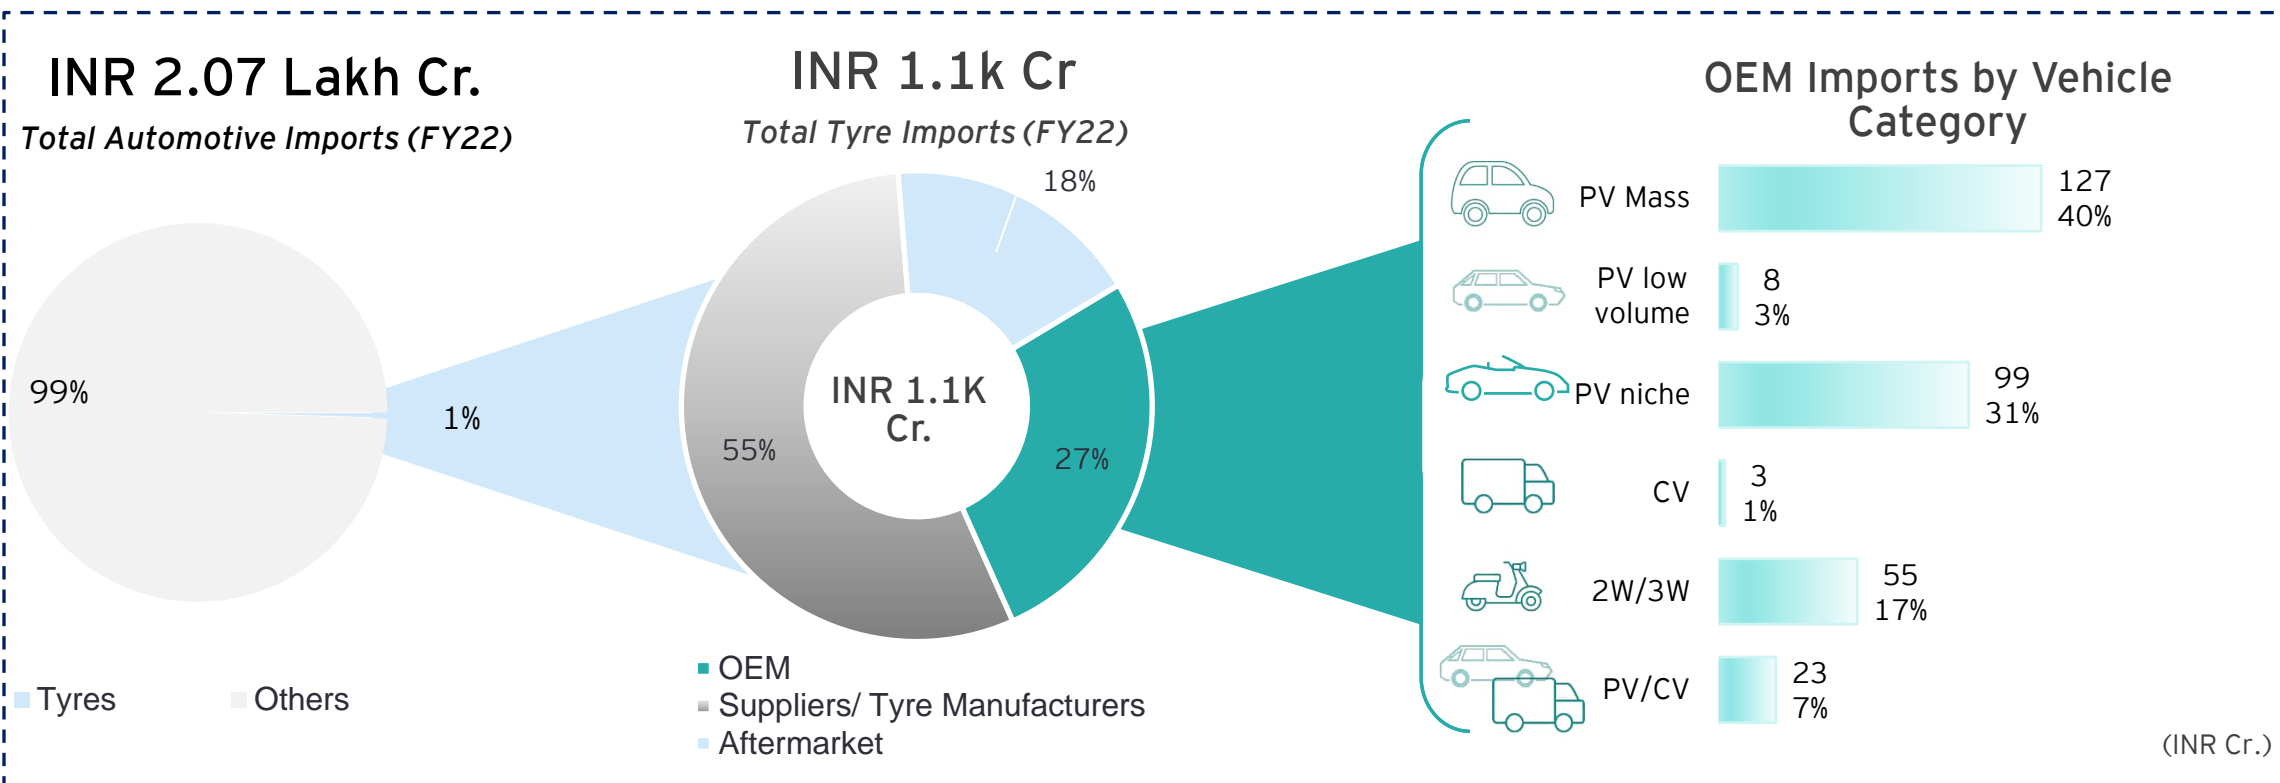 INR 2.07 Lakh Cr.
Total Automotive Imports (FY22)
99%
1%
Tyres
Others
INR 1.1k Cr
Total Tyre Imports (FY22)
18%
55%
27%
INR 1.1K
Cr.
OEM
Suppliers/ Tyre Manufacturers
Aftermarket
OEM Imports by Vehicle
Category
PV Mass
127
40%
PV low
volume
8
3%
PV niche
99
31%
CV
3
1%
2W/3W
55
17%
PV/CV
23
7%
(INR Cr.)